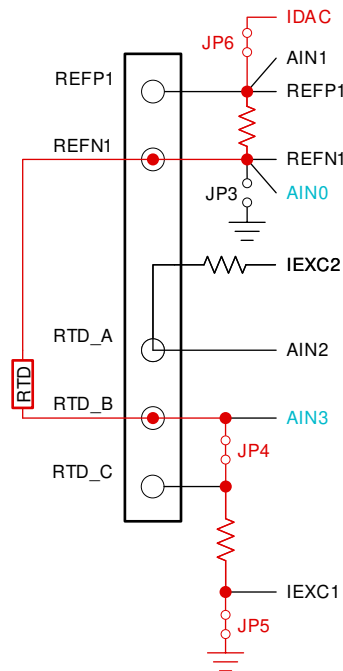 IDAC
JP6
AIN1
REFP1
REFP1
REFN1
REFN1
JP3
AIN0
IEXC2
RTD_A
AIN2
RTD
RTD_B
AIN3
JP4
RTD_C
IEXC1
JP5